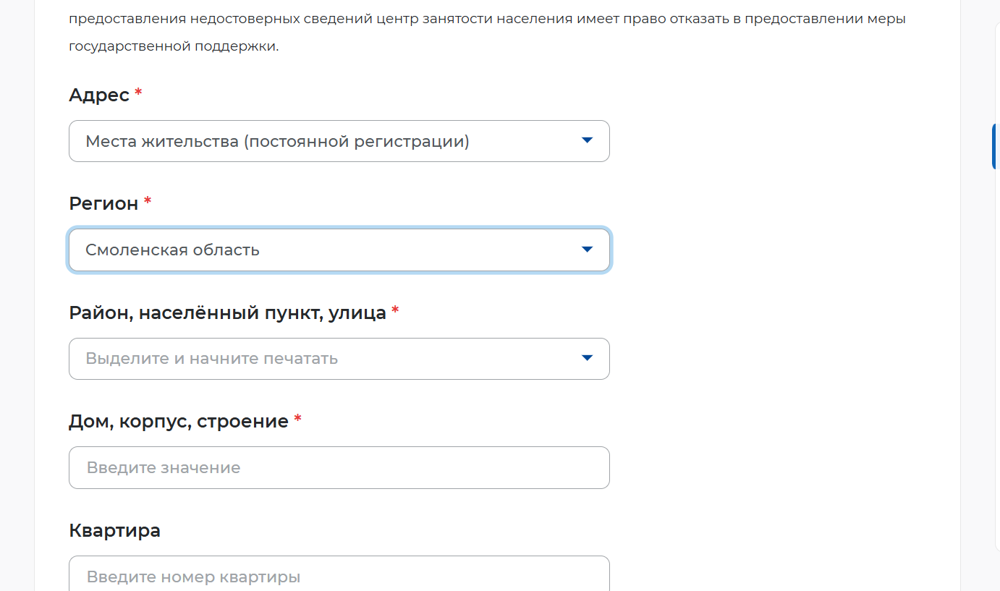 предоставления недостоверных сведений центр занятости населения имеет право отказать в предоставлении меры
государственной поддержки.
Адрес *
Места жительства (постоянной регистрации)
Регион *
Смоленская область
Район, населённый пункт, улица *
Выделите и начните печатать
Дом, корпус, строение *
Введите значение
Квартира
Введите номер квартиры